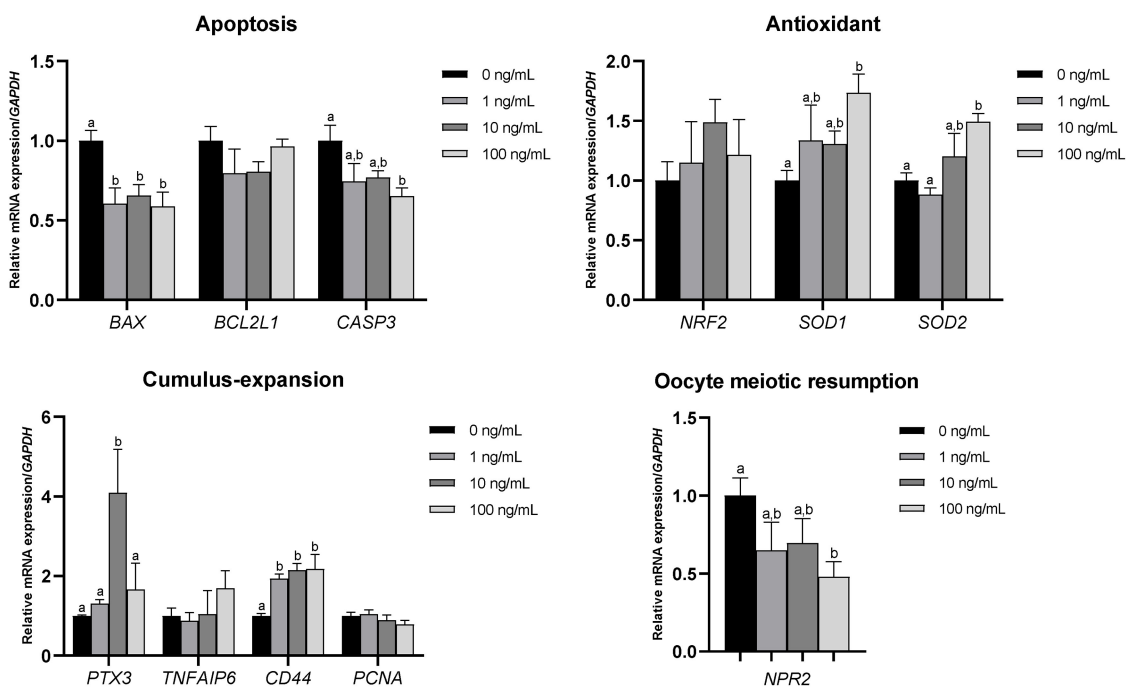 Apoptosis
Relative mRNA expression/GAPDH
1.5
1.0
0.5
0.0
a
b
b
b
a
a,b
a,b
b
BAX
BCL2L1
CASP3
0 ng/mL
1 ng/mL
10 ng/mL
100 ng/mL
Antioxidant
Relative mRNA expression/GAPDH
2.0
1.5
1.0
0.5
0.0
a
a,b
a,b
b
a
a
a,b
b
NRF2
SOD1
SOD2
0 ng/mL
1 ng/mL
10 ng/mL
100 ng/mL
Cumulus-expansion
Relative mRNA expression/GAPDH
6
4
2
0
a
a
b
a
a
b
b
b
PTX3
TNFAIP6
CD44
PCNA
0 ng/mL
1 ng/mL
10 ng/mL
100 ng/mL
Oocyte meiotic resumption
Relative mRNA expression/GAPDH
1.5
1.0
0.5
0.0
a
a,b
a,b
b
NPR2
0 ng/mL
1 ng/mL
10 ng/mL
100 ng/mL